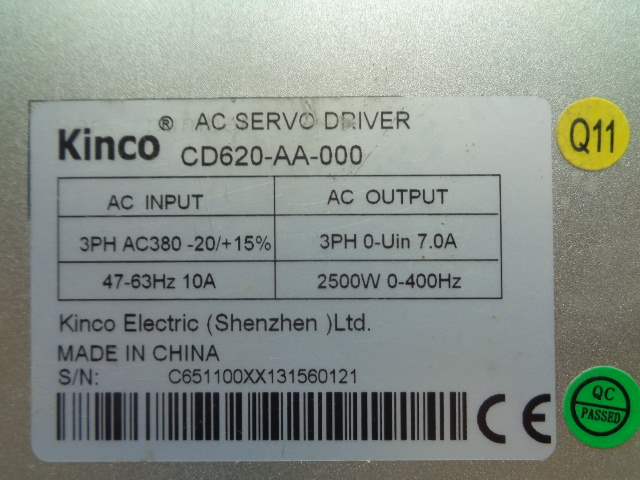 Kinco® AC SERVO DRIVER
CD620-AA-000
AC INPUT AC OUTPUT
3PH AC380 -20/+15% 3PH 0-Uin 7.0A
47-63Hz 10A 2500W 0-400Hz
Kinco Electric (Shenzhen )Ltd.
MADE IN CHINA
S/N: C651100XX131560121
CE
Q11
QC
PASSED